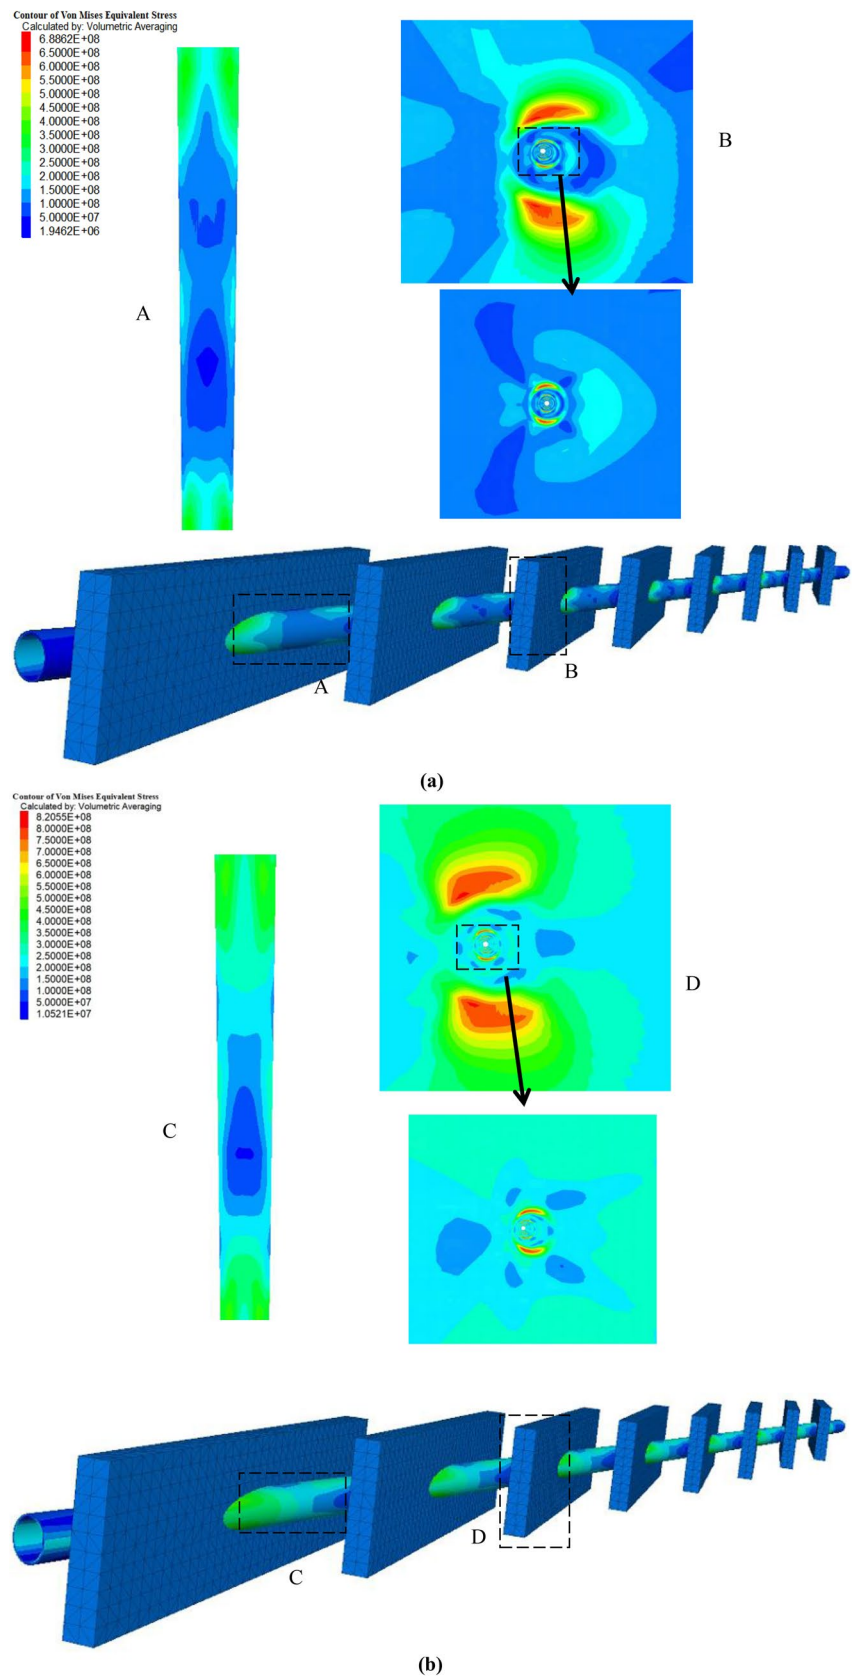 Contour of Von Mises Equivalent Stress
Calculated by: Volumetric Averaging
6.8862E+08
6.5000E+08
6.0000E+08
5.5000E+08
5.0000E+08
4.5000E+08
4.0000E+08
3.5000E+08
3.0000E+08
2.5000E+08
2.0000E+08
1.5000E+08
1.0000E+08
5.0000E+07
1.9462E+06
A
B
A
B
(a)
Contour of Von Mises Equivalent Stress
Calculated by: Volumetric Averaging
8.2055E+08
8.0000E+08
7.5000E+08
7.0000E+08
6.5000E+08
6.0000E+08
5.5000E+08
5.0000E+08
4.5000E+08
4.0000E+08
3.5000E+08
3.0000E+08
2.5000E+08
2.0000E+08
1.5000E+08
1.0000E+08
5.0000E+07
1.0521E+07
C
D
D
C
(b)